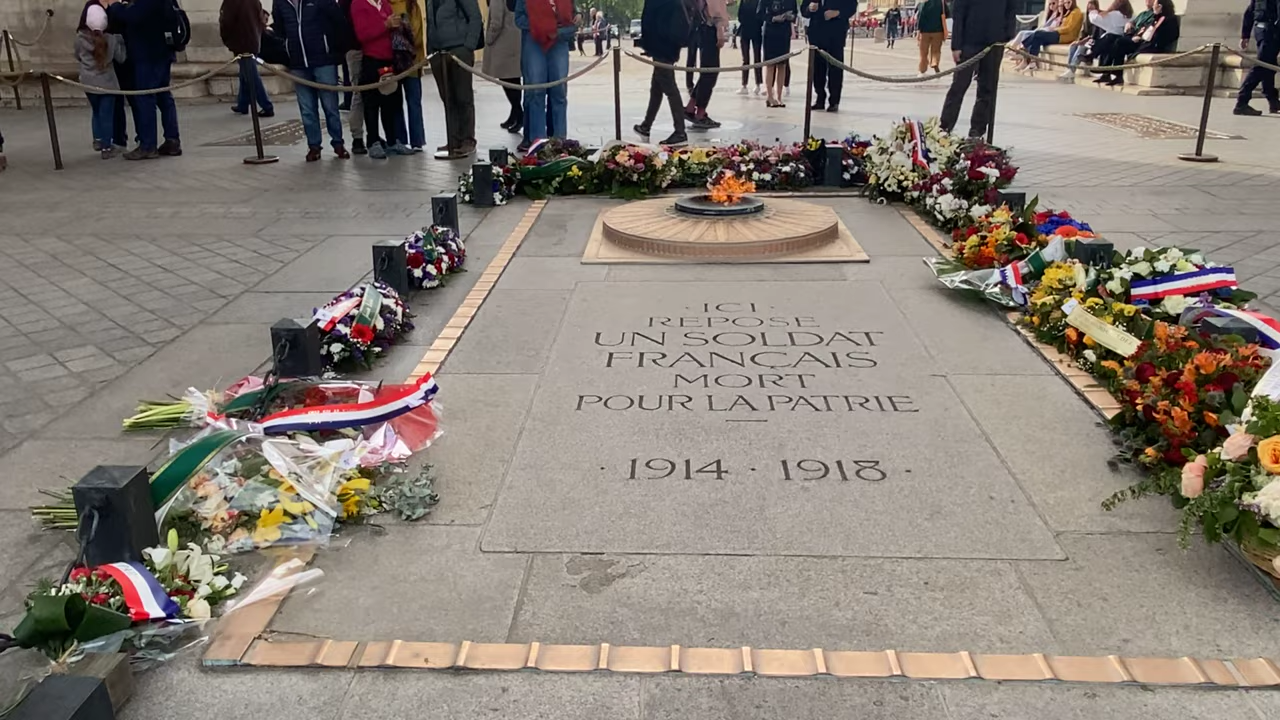 · ICI ·
REPOSE
UN SOLDAT
FRANÇAIS
MORT
POUR LA PATRIE
· 1914 · 1918 ·